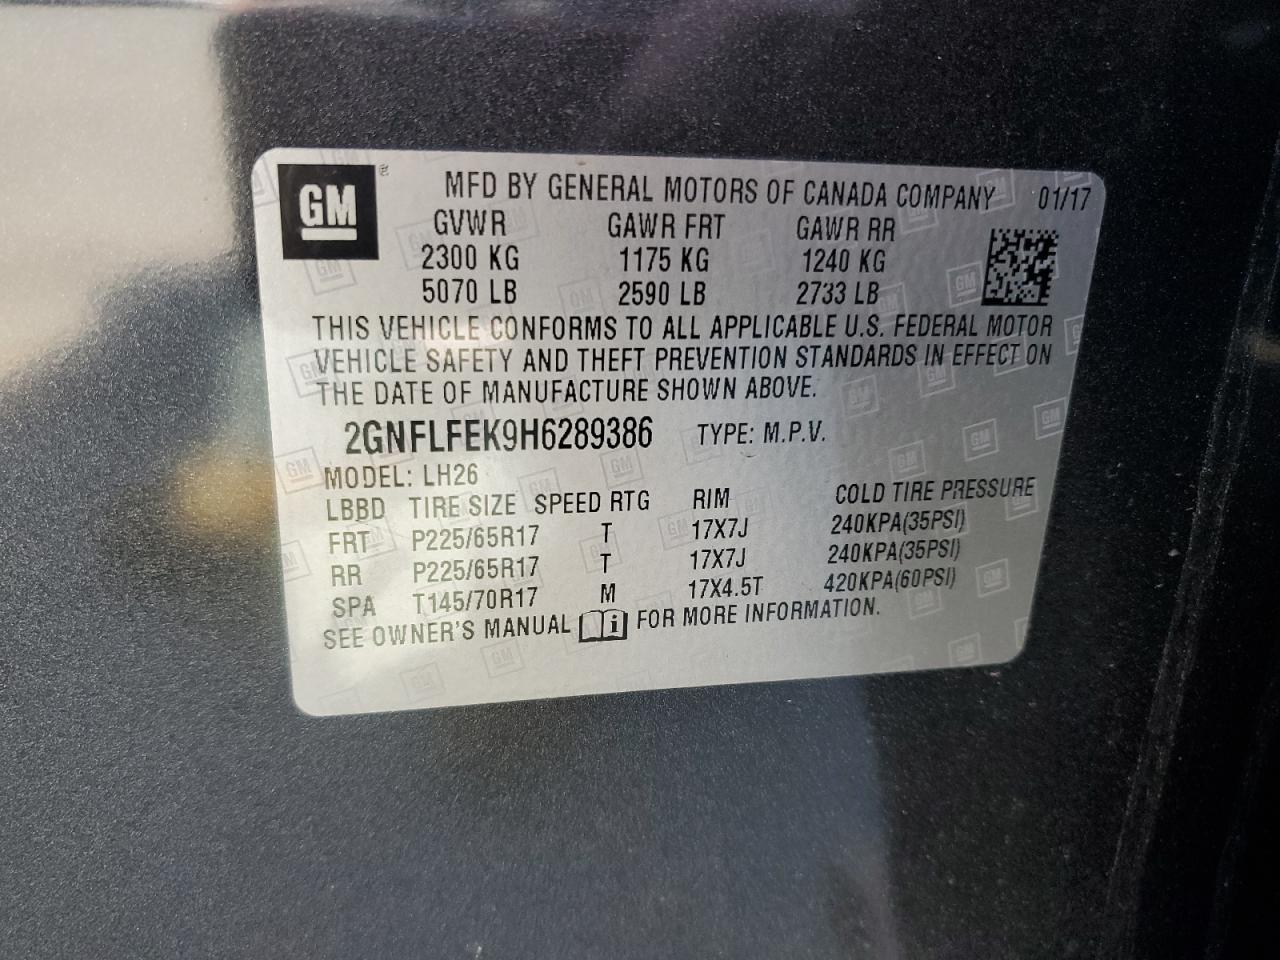 GM ®
MFD BY GENERAL MOTORS OF CANADA COMPANY 01/17
GVWR GAWR FRT GAWR RR
2300 KG 1175 KG 1240 KG
5070 LB 2590 LB 2733 LB
THIS VEHICLE CONFORMS TO ALL APPLICABLE U.S. FEDERAL MOTOR
VEHICLE SAFETY AND THEFT PREVENTION STANDARDS IN EFFECT ON
THE DATE OF MANUFACTURE SHOWN ABOVE.
2GNFLFEK9H6289386 TYPE: M.P.V.
MODEL: LH26
LBBD TIRE SIZE SPEED RTG RIM COLD TIRE PRESSURE
FRT P225/65R17 T 17X7J 240KPA(35PSI)
RR P225/65R17 T 17X7J 240KPA(35PSI)
SPA T145/70R17 M 17X4.5T 420KPA(60PSI)
SEE OWNER'S MANUAL i FOR MORE INFORMATION.